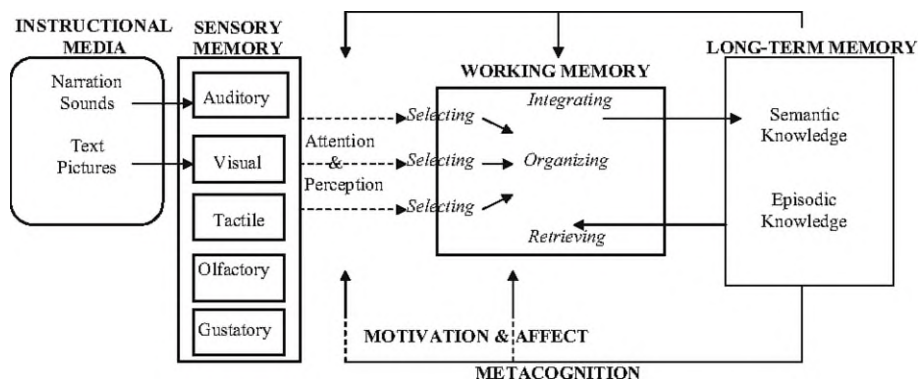 INSTRUCTIONAL
MEDIA
Narration
Sounds
Text
Pictures
SENSORY
MEMORY
Auditory
Visual
Tactile
Olfactory
Gustatory
Attention
&
Perception
Selecting
Selecting
Selecting
WORKING MEMORY
Integrating
Organizing
Retrieving
LONG-TERM MEMORY
Semantic
Knowledge
Episodic
Knowledge
MOTIVATION & AFFECT
METACOGNITION